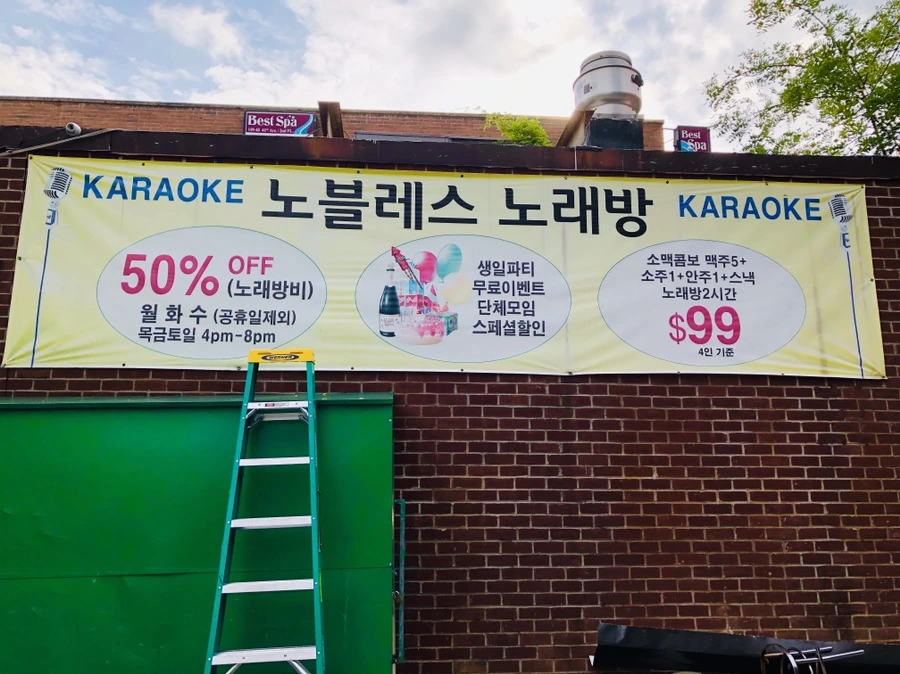 Best Spa
Best Spa
KARAOKE 노블레스 노래방 KARAOKE
50% OFF
(노래방비)
월 화 수 (공휴일제외)
목금토일 4pm-8pm
생일파티
무료이벤트
단체모임
스페셜할인
소맥콤보 맥주5+
소주1+안주1+스낵
노래방2시간
$99
4인 기준
WERNER